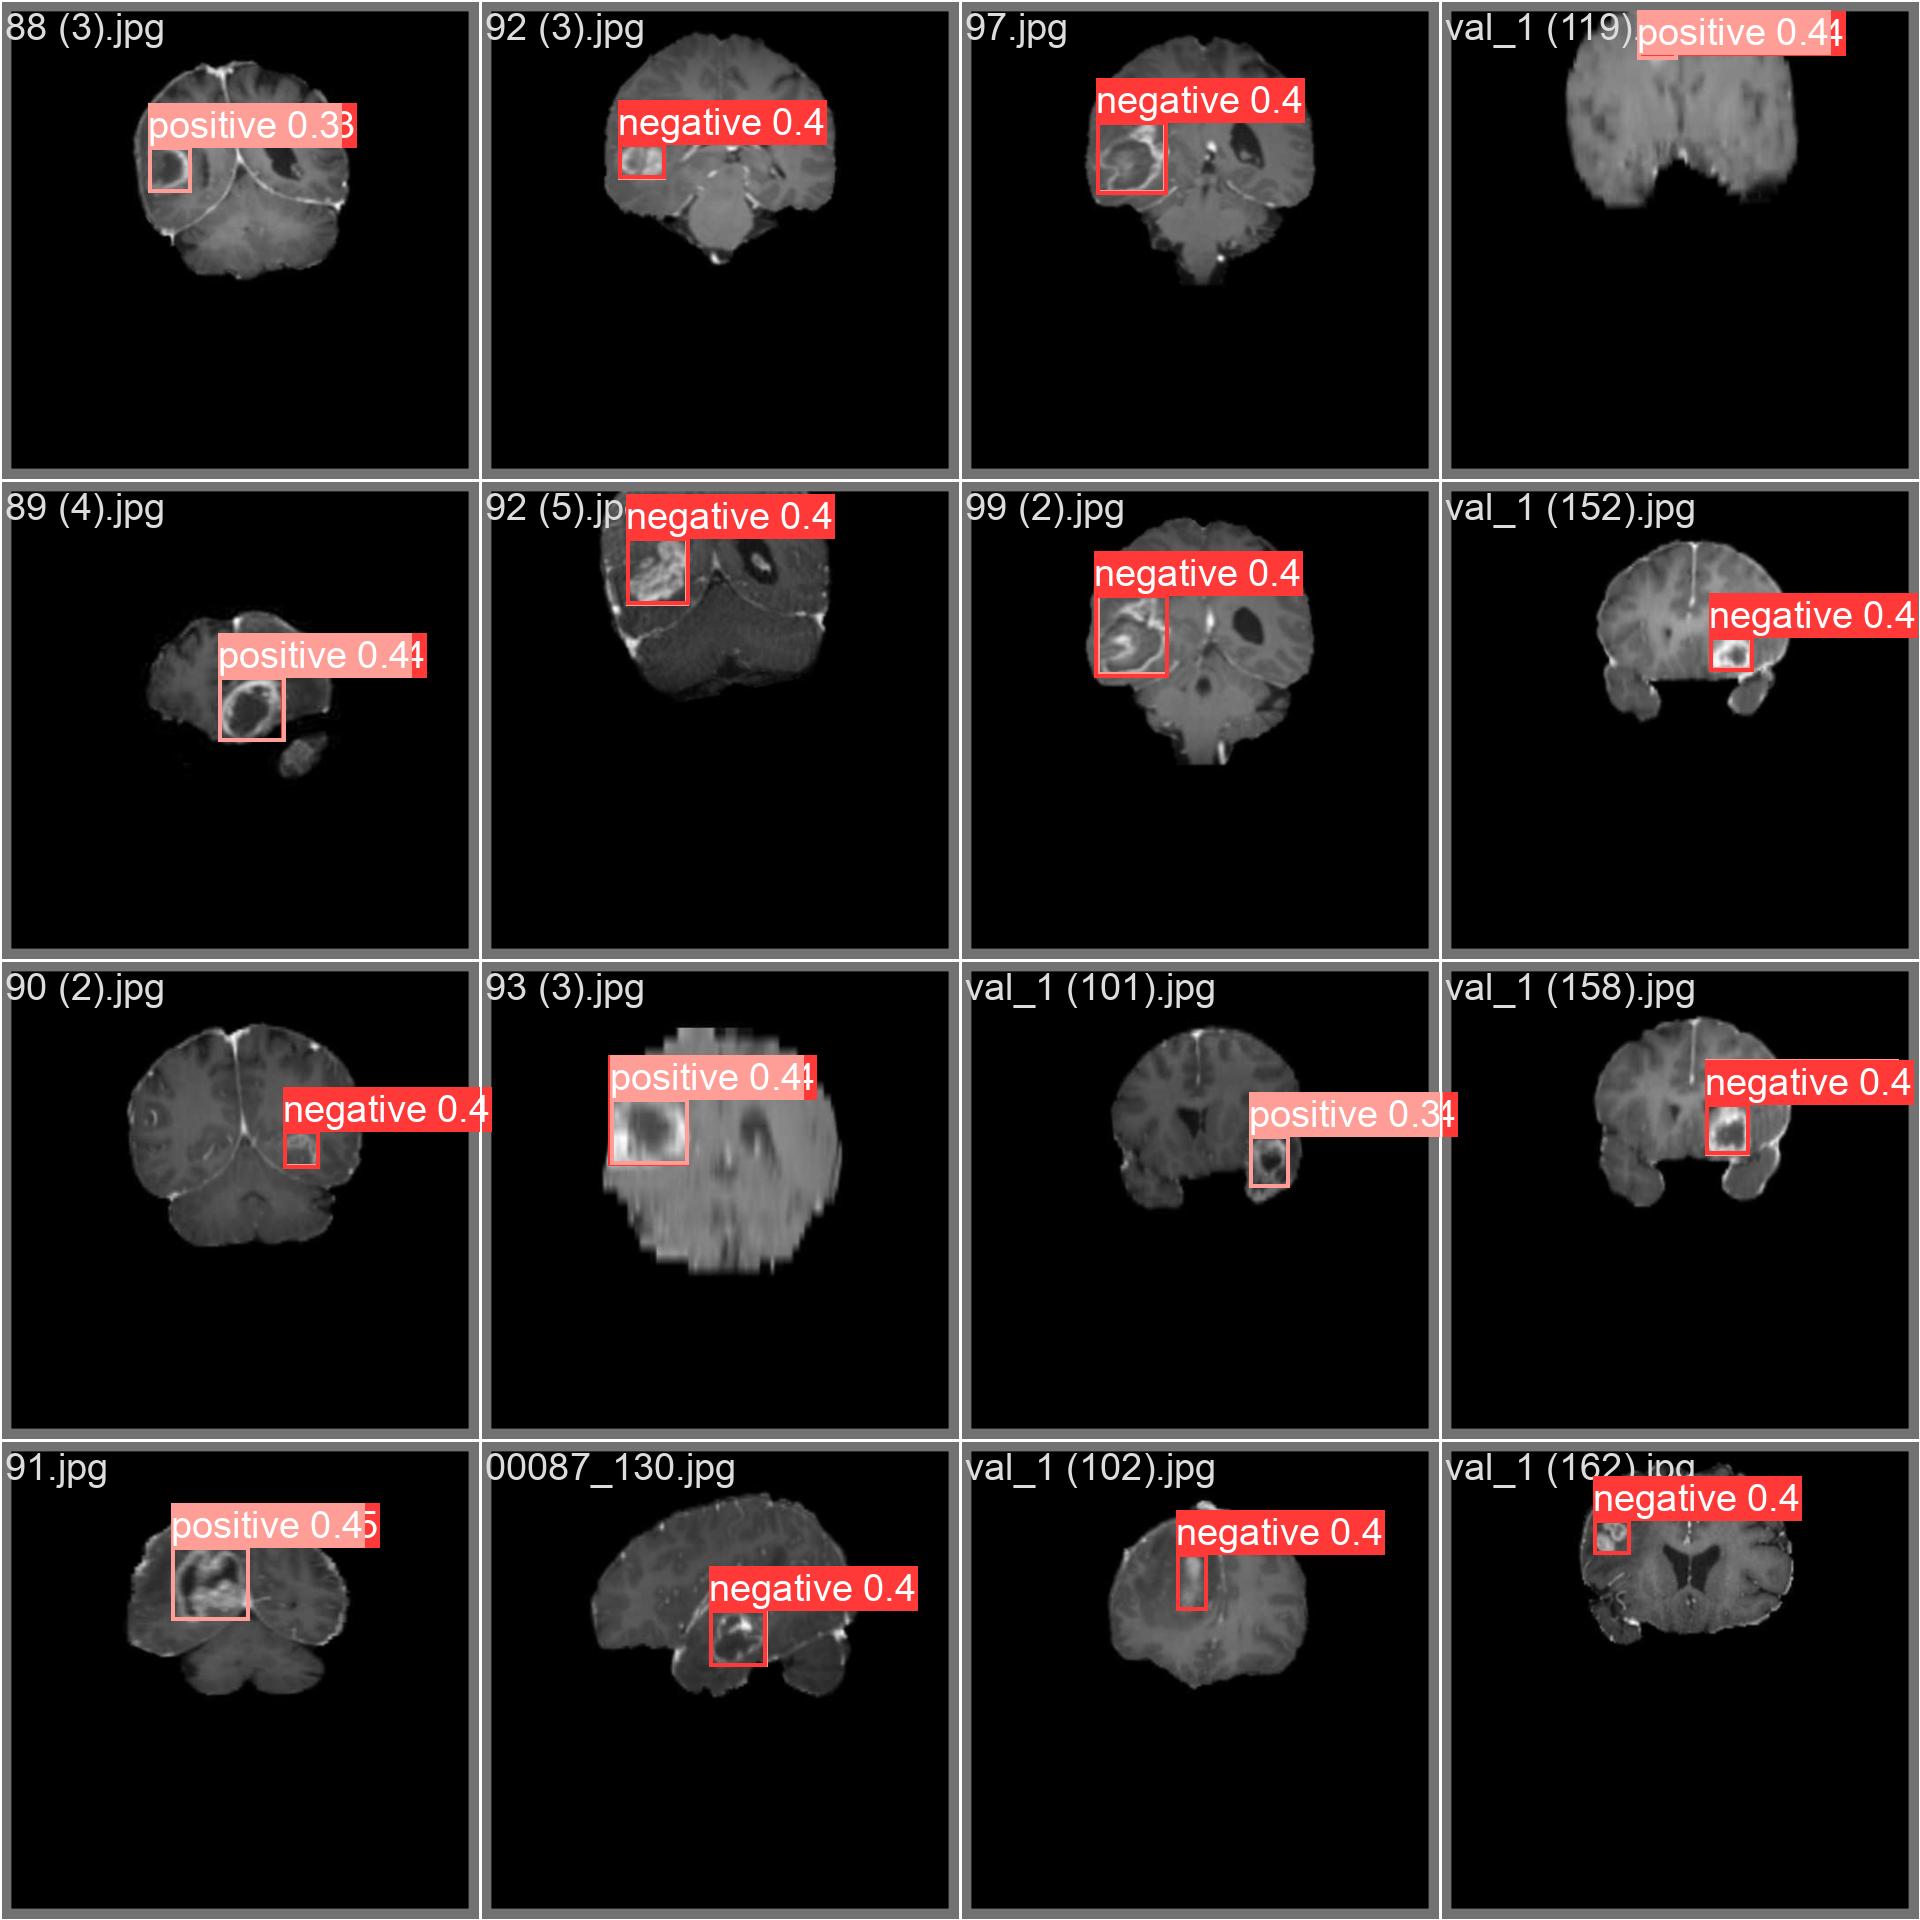 88 (3).jpg
positive 0.3
92 (3).jpg
negative 0.4
97.jpg
negative 0.4
val_1 (119)
positive 0.4
89 (4).jpg
positive 0.4
92 (5).jp
negative 0.4
99 (2).jpg
negative 0.4
val_1 (152).jpg
negative 0.4
90 (2).jpg
negative 0.4
93 (3).jpg
positive 0.4
val_1 (101).jpg
positive 0.3
val_1 (158).jpg
negative 0.4
91.jpg
positive 0.4
00087_130.jpg
negative 0.4
val_1 (102).jpg
negative 0.4
val_1 (162).jpg
negative 0.4